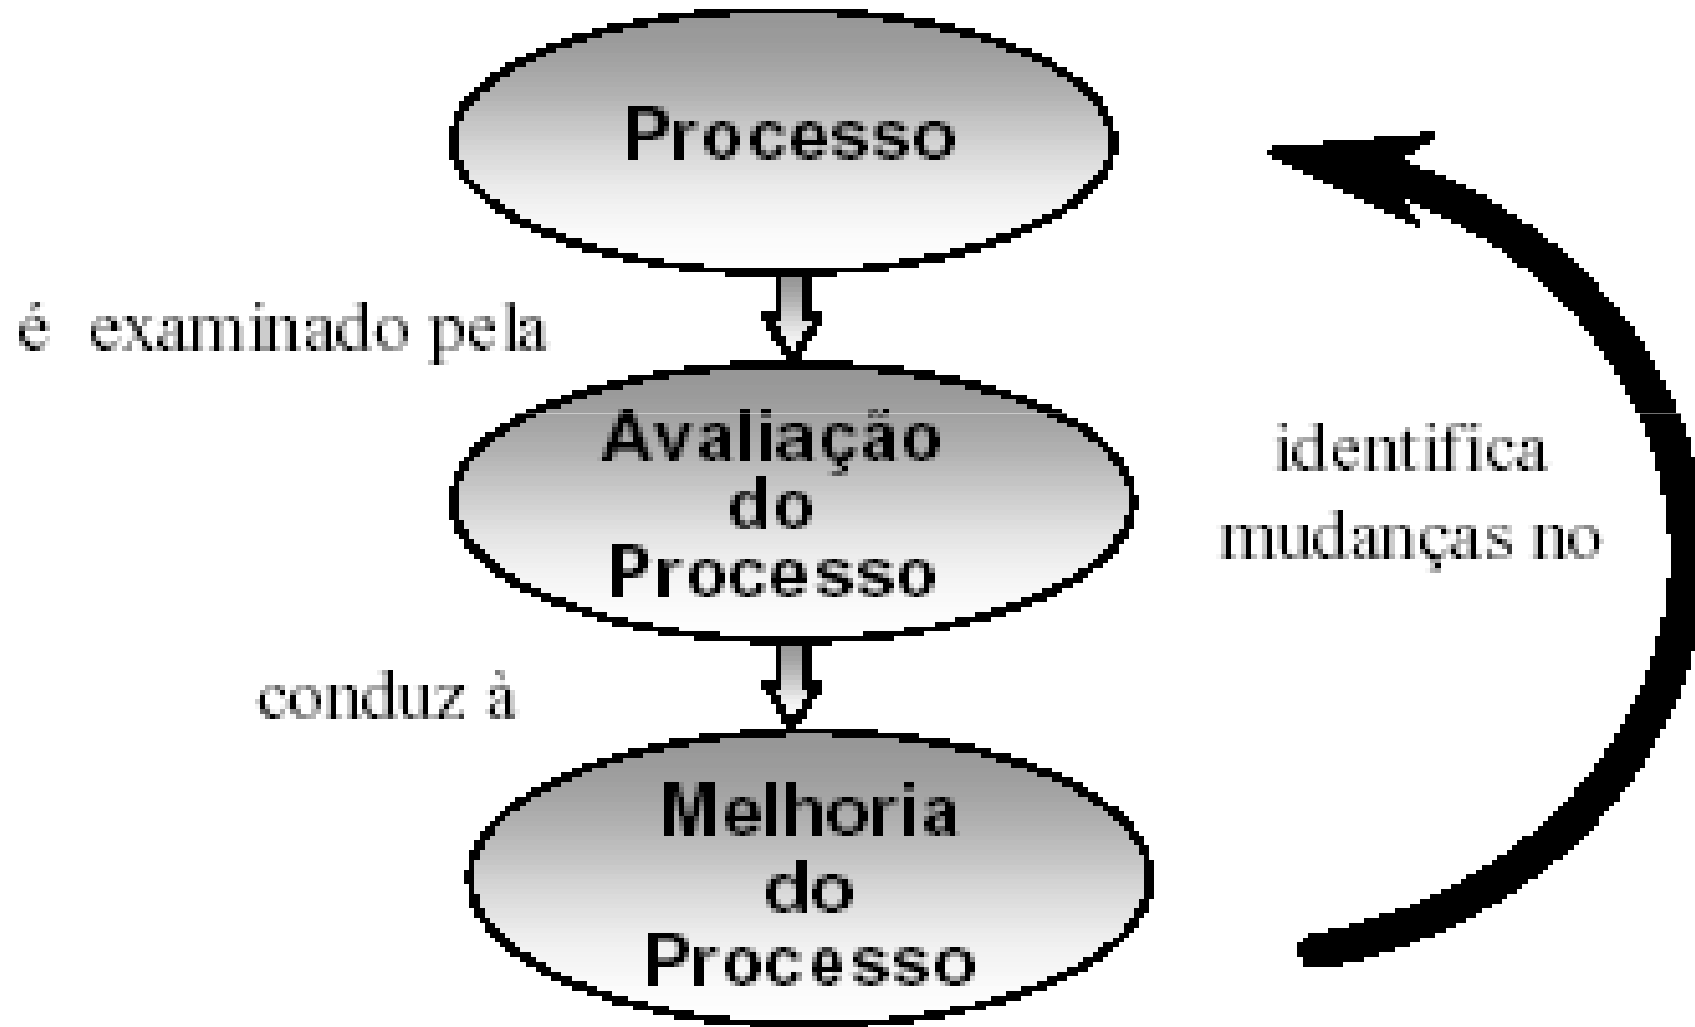 Processo
é examinado pela
Avaliação
do
Processo
identifica
mudanças no
conduz à
Melhoria
do
Processo